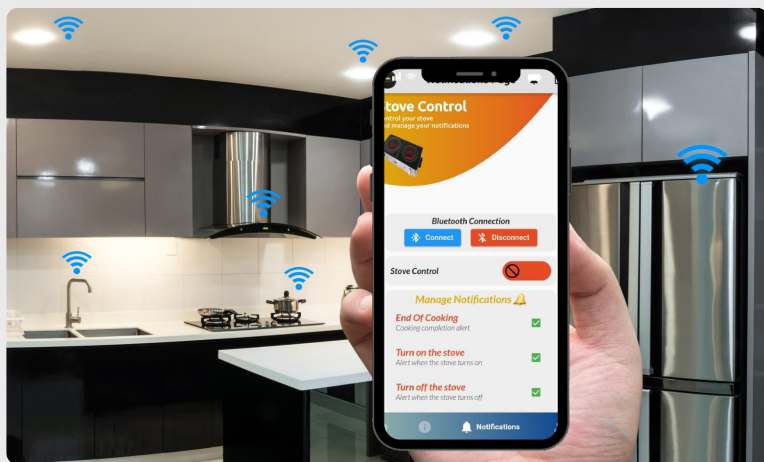 Notifications Page
Stove Control
control your stove
and manage your notifications
Bluetooth Connection
Connect
Disconnect
Stove Control
Manage Notifications
End Of Cooking
Cooking completion alert
Turn on the stove
Alert when the stove turns on
Turn off the stove
Alert when the stove turns off
Notifications